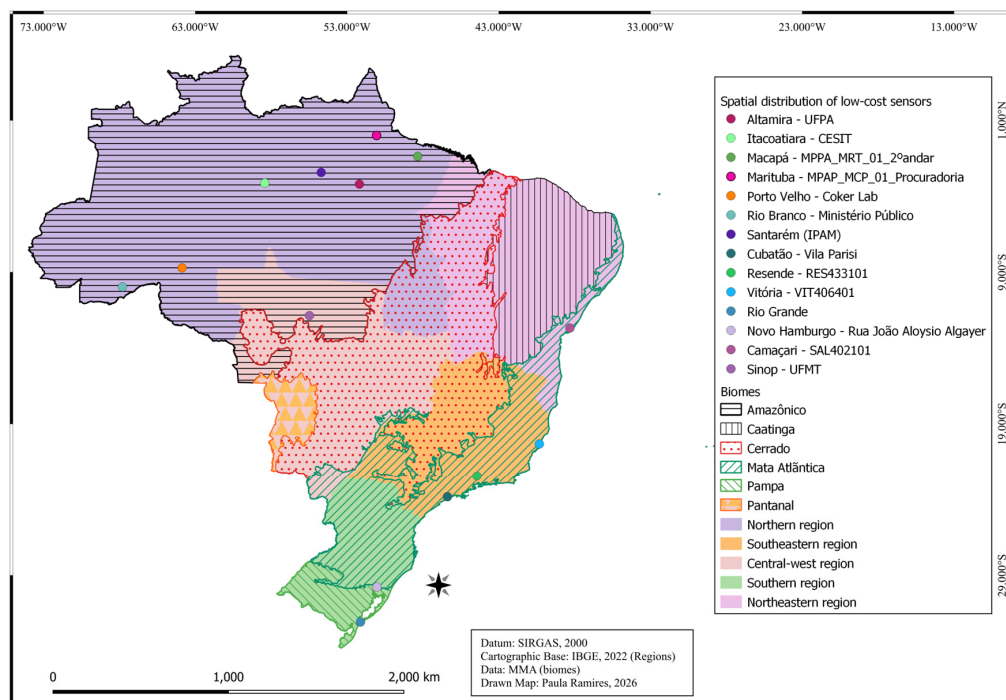 73.000°W 63.000°W 53.000°W 43.000°W 33.000°W 23.000°W 13.000°W
1.000°N
9.000°S
19.000°S
29.000°S
Spatial distribution of low-cost sensors
Altamira - UFPA
Itacoatiara - CESIT
Macapá - MPPA_MRT_01_2ºandar
Marituba - MPAP_MCP_01_Procuradoria
Porto Velho - Coker Lab
Rio Branco - Ministério Público
Santarém (IPAM)
Cubatão - Vila Parisi
Resende - RES433101
Vitória - VIT406401
Rio Grande
Novo Hamburgo - Rua João Aloysio Algayer
Camaçari - SAL402101
Sinop - UFMT
Biomes
Amazônico
Caatinga
Cerrado
Mata Atlãntica
Pampa
Pantanal
Northern region
Southeastern region
Central-west region
Southern region
Northeastern region
Datum: SIRGAS, 2000
Cartographic Base: IBGE, 2022 (Regions)
Data: MMA (biomes)
Drawn Map: Paula Ramires, 2026
0 1,000 2,000 km